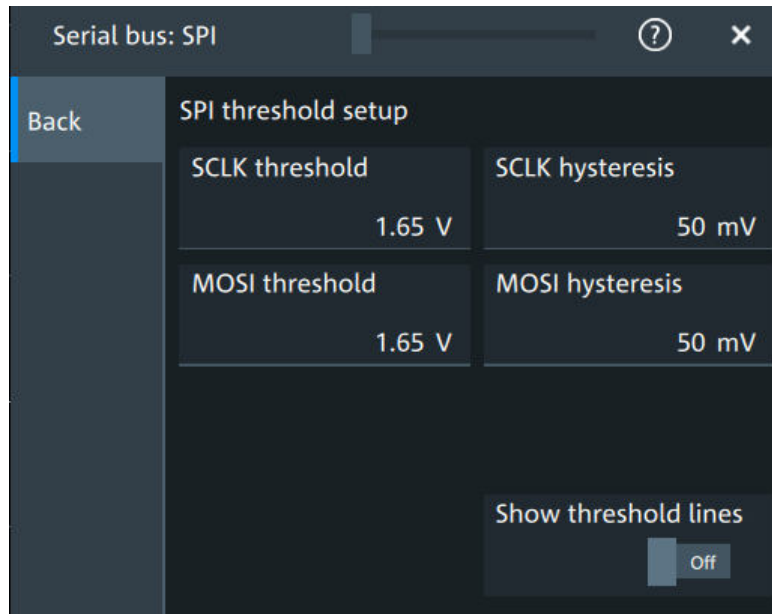 Serial bus: SPI
?
×
Back
SPI threshold setup
SCLK threshold
1.65 V
SCLK hysteresis
50 mV
MOSI threshold
1.65 V
MOSI hysteresis
50 mV
Show threshold lines
Off